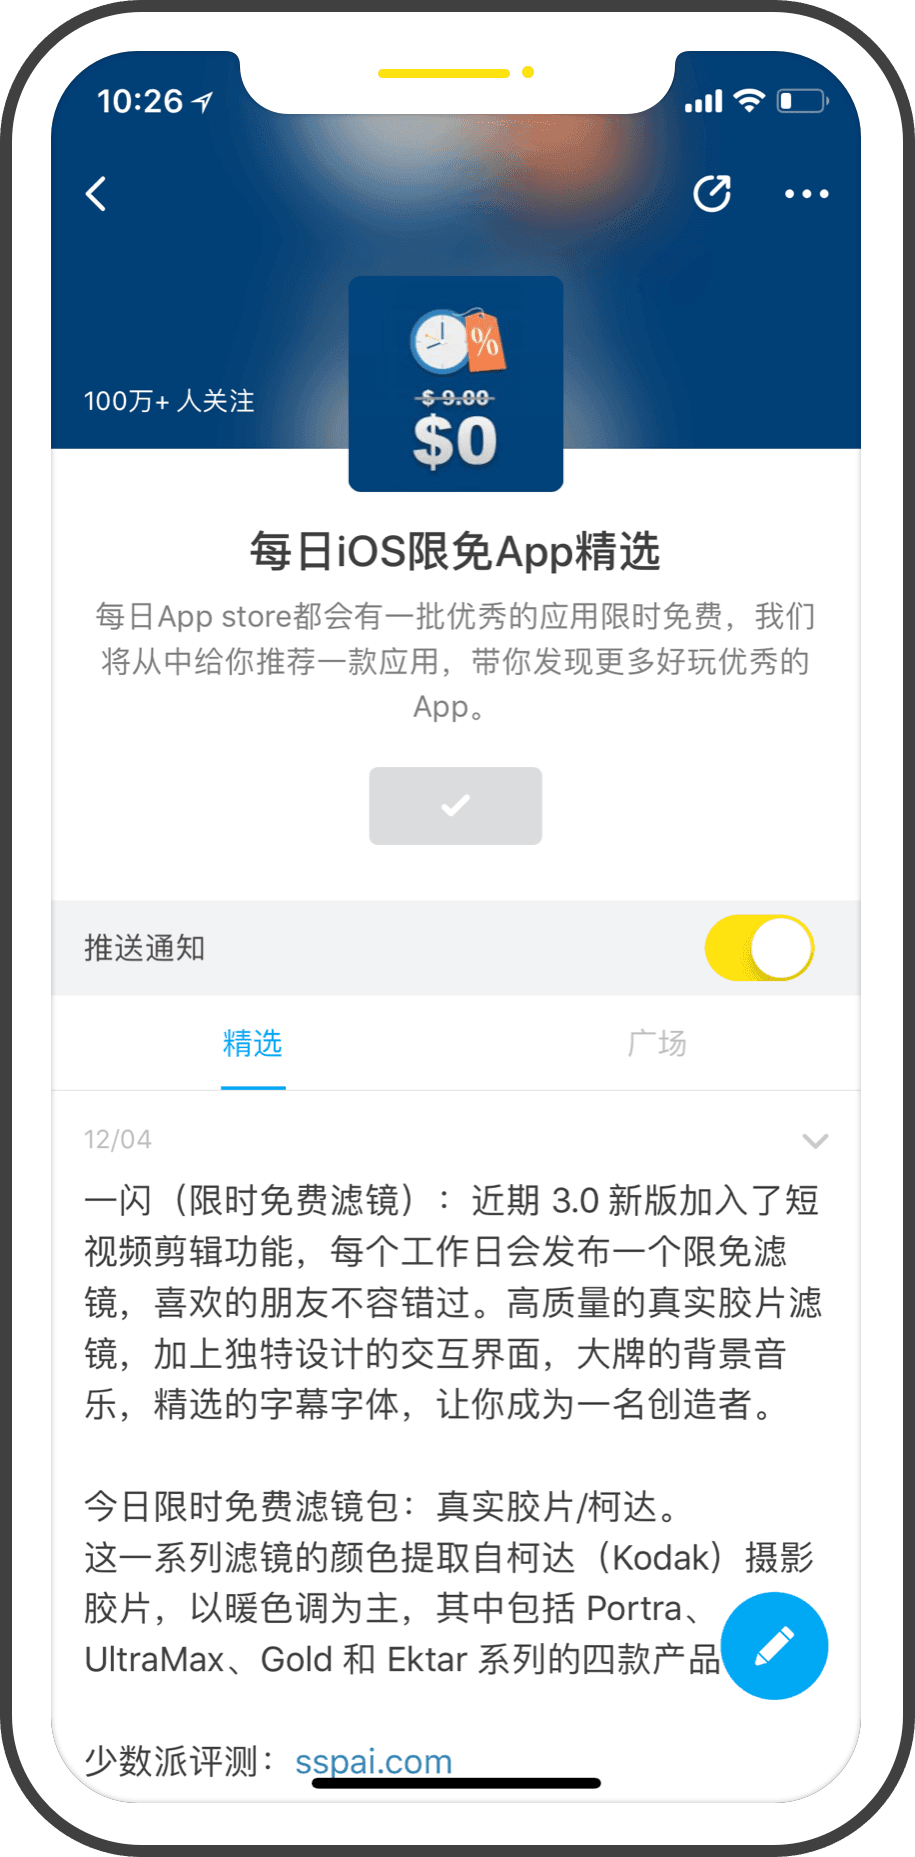 10:26
100万+ 人关注
%
$ 9.00
$0
每日iOS限免App精选
每日App store都会有一批优秀的应用限时免费，我们
将从中给你推荐一款应用，带你发现更多好玩优秀的
App。
推送通知
精选
广场
12/04
一闪（限时免费滤镜）：近期 3.0 新版加入了短
视频剪辑功能，每个工作日会发布一个限免滤
镜，喜欢的朋友不容错过。高质量的真实胶片滤
镜，加上独特设计的交互界面，大牌的背景音
乐，精选的字幕字体，让你成为一名创造者。
今日限时免费滤镜包：真实胶片/柯达。
这一系列滤镜的颜色提取自柯达（Kodak）摄影
胶片，以暖色调为主，其中包括 Portra、
UltraMax、Gold 和 Ektar 系列的四款产品
少数派评测：sspai.com